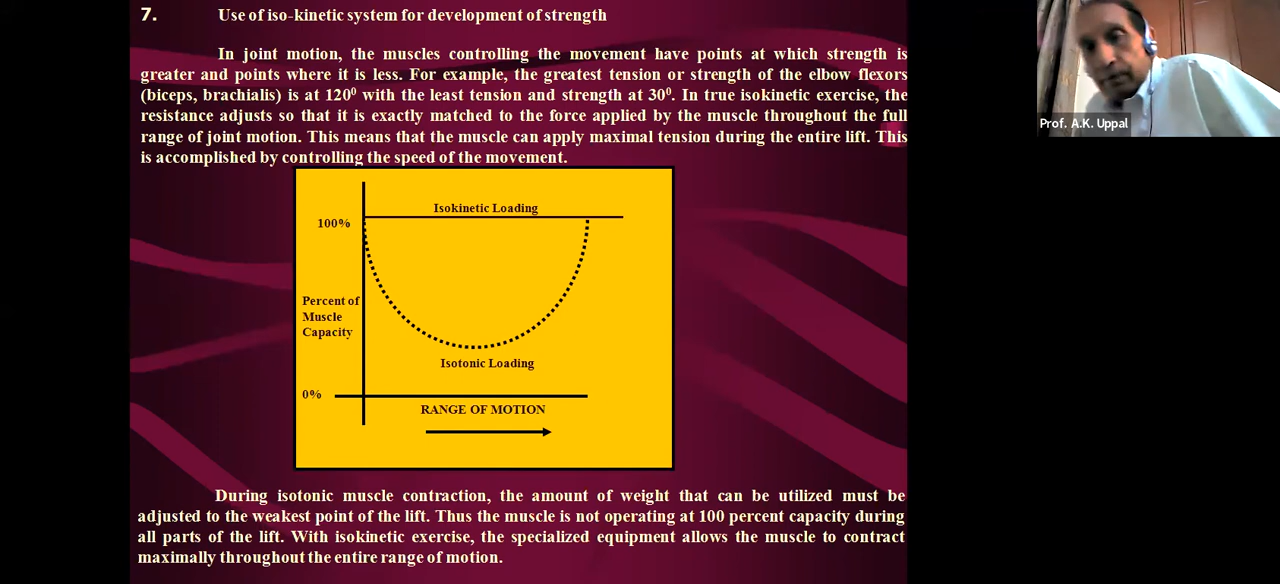 7. Use of iso-kinetic system for development of strength
In joint motion, the muscles controlling the movement have points at which strength is
greater and points where it is less. For example, the greatest tension or strength of the elbow flexors
(biceps, brachialis) is at 120⁰ with the least tension and strength at 30⁰. In true isokinetic exercise, the
resistance adjusts so that it is exactly matched to the force applied by the muscle throughout the full
range of joint motion. This means that the muscle can apply maximal tension during the entire lift. This
is accomplished by controlling the speed of the movement.
Isokinetic Loading
100%
Percent of
Muscle
Capacity
Isotonic Loading
0%
RANGE OF MOTION
During isotonic muscle contraction, the amount of weight that can be utilized must be
adjusted to the weakest point of the lift. Thus the muscle is not operating at 100 percent capacity during
all parts of the lift. With isokinetic exercise, the specialized equipment allows the muscle to contract
maximally throughout the entire range of motion.
Prof. A.K. Uppal